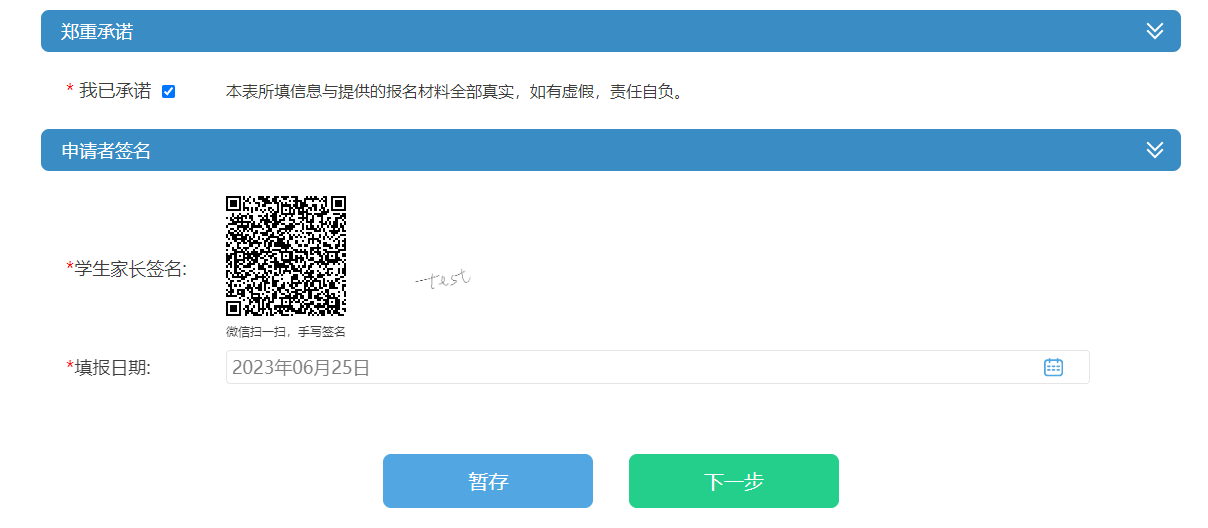 郑重承诺
* 我已承诺 本表所填信息与提供的报名材料全部真实，如有虚假，责任自负。
申请者签名
*学生家长签名:
test
微信扫一扫，手写签名
*填报日期: 2023年06月25日
暂存 下一步